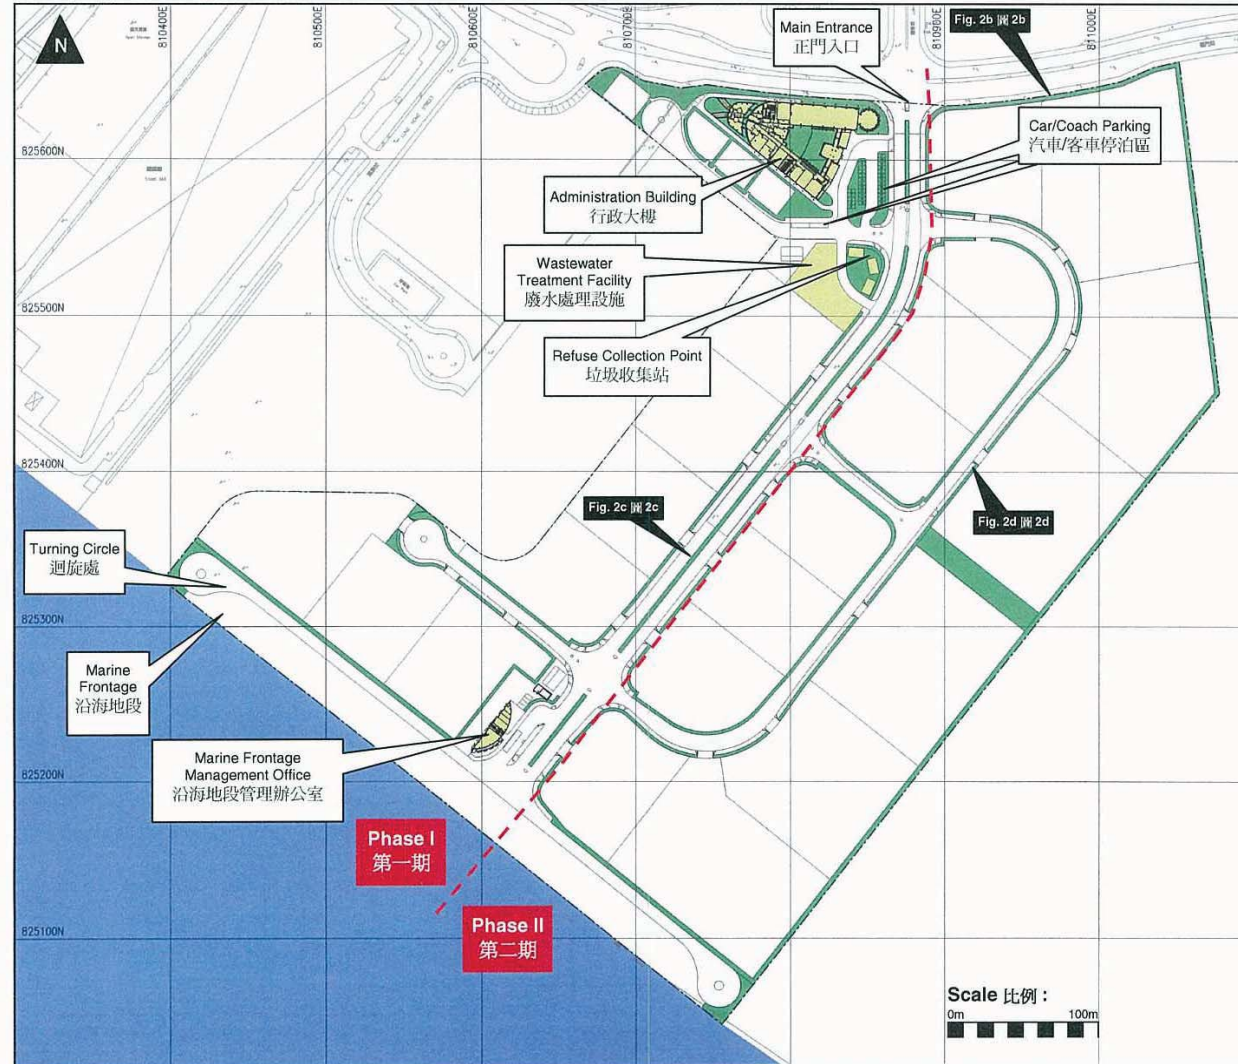 N
810400E
810500E
810600E
810700E
810900E
811000E
Main Entrance
正門入口
Fig. 2b 圖 2b
Car/Coach Parking
汽車/客車停泊區
825600N
Administration Building
行政大樓
Wastewater
Treatment Facility
廢水處理設施
825500N
Refuse Collection Point
垃圾收集站
825400N
Fig. 2c 圖 2c
Fig. 2d 圖 2d
Turning Circle
迴旋處
825300N
Marine
Frontage
沿海地段
Marine Frontage
Management Office
沿海地段管理辦公室
825200N
Phase I
第一期
Phase II
第二期
825100N
Scale 比例 :
0m 100m